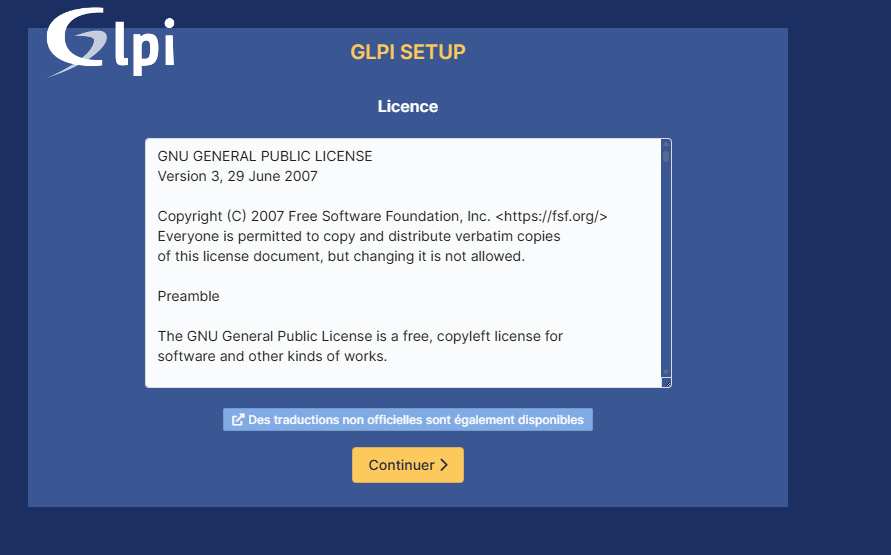 Glpi
GLPI SETUP
Licence
GNU GENERAL PUBLIC LICENSE
Version 3, 29 June 2007
Copyright (C) 2007 Free Software Foundation, Inc. <https://fsf.org/>
Everyone is permitted to copy and distribute verbatim copies
of this license document, but changing it is not allowed.
Preamble
The GNU General Public License is a free, copyleft license for
software and other kinds of works.
Des traductions non officielles sont également disponibles
Continuer